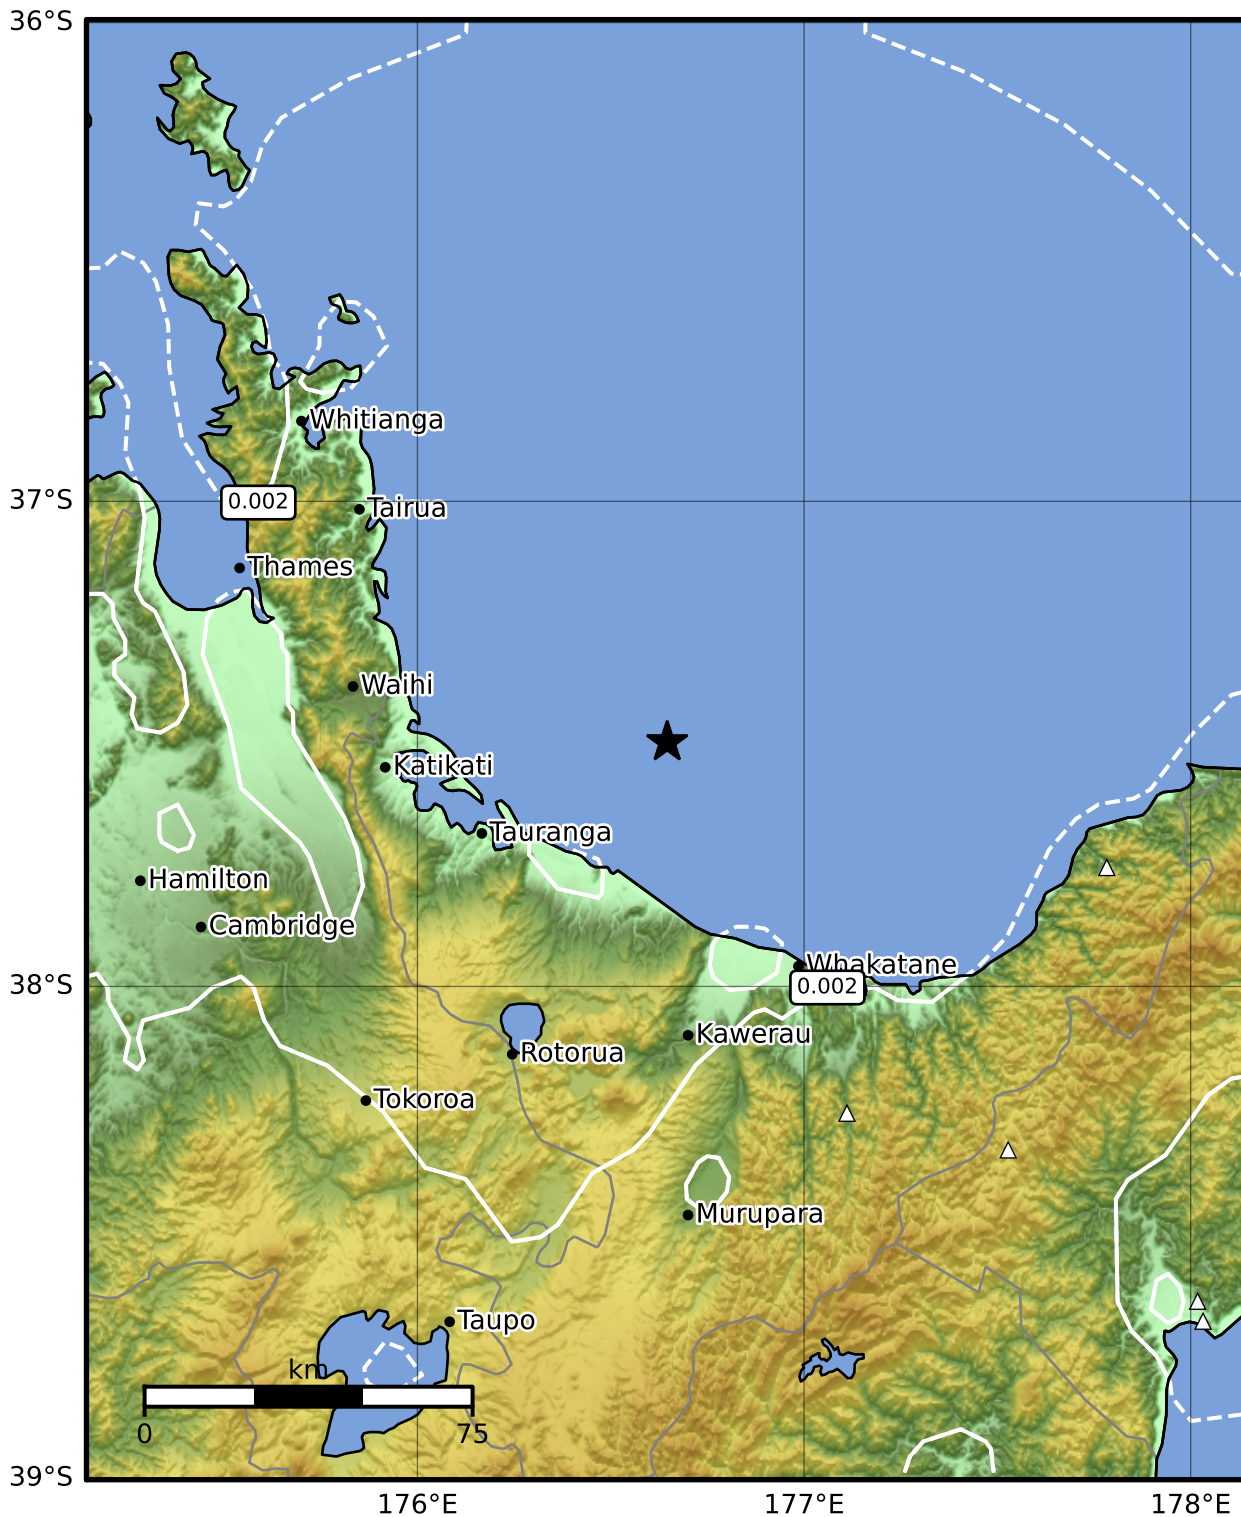 36°S
Whitianga
37°S
0.002
Tairua
Thames
Waihi
Katikati
Tauranga
Hamilton
Cambridge
Whakatane
38°S
0.002
Kawerau
Rotorua
Tokoroa
Murupara
Taupo
km
0
75
39°S
176°E
177°E
178°E